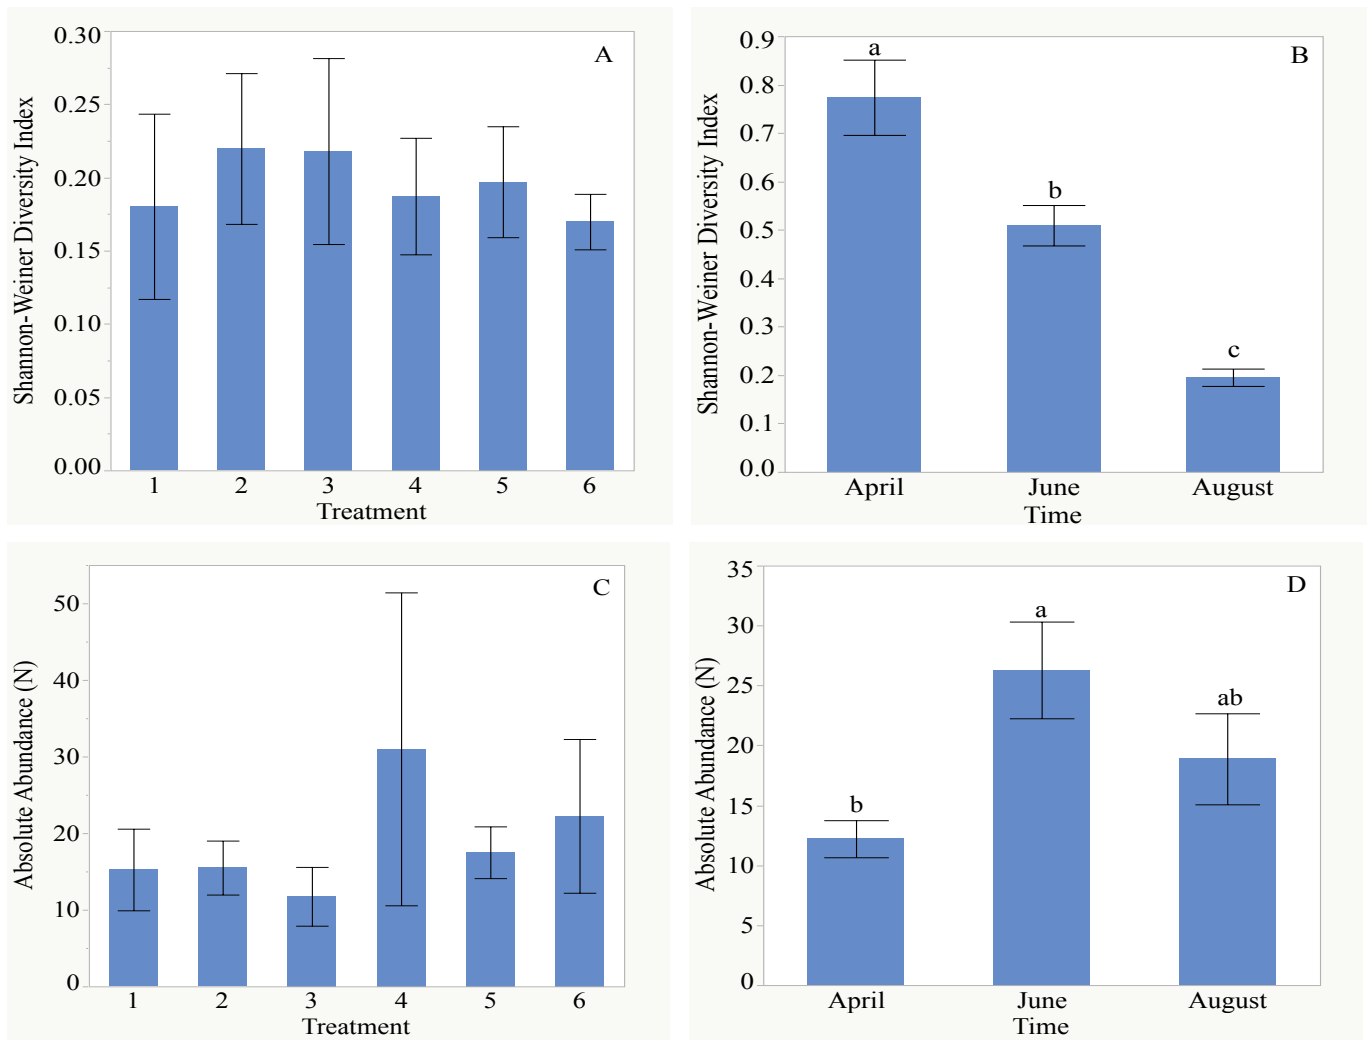 A
Shannon-Weiner Diversity Index
0.30
0.25
0.20
0.15
0.10
0.05
0.00
1 2 3 4 5 6
Treatment
B
Shannon-Weiner Diversity Index
0.9
0.8
0.7
0.6
0.5
0.4
0.3
0.2
0.1
0.0
a
b
c
April June August
Time
C
Absolute Abundance (N)
50
40
30
20
10
0
1 2 3 4 5 6
Treatment
D
Absolute Abundance (N)
35
30
25
20
15
10
5
0
b
a
ab
April June August
Time